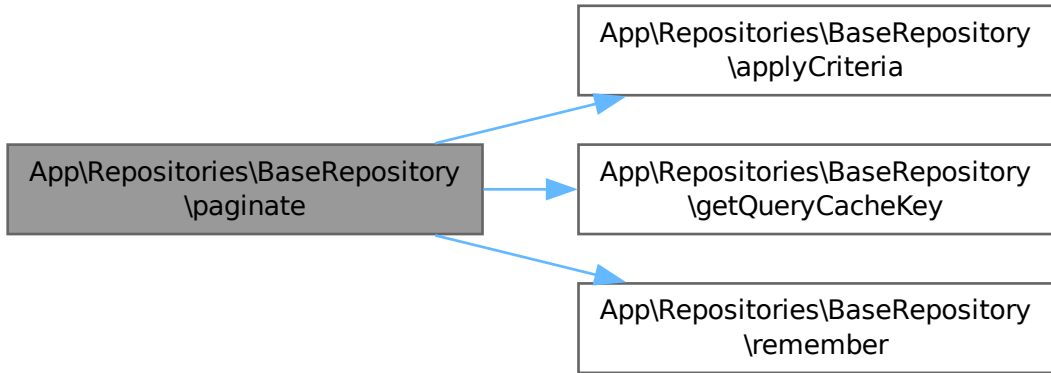 App\Repositories\BaseRepository
\applyCriteria
App\Repositories\BaseRepository
\paginate
App\Repositories\BaseRepository
\getQueryCacheKey
App\Repositories\BaseRepository
\remember